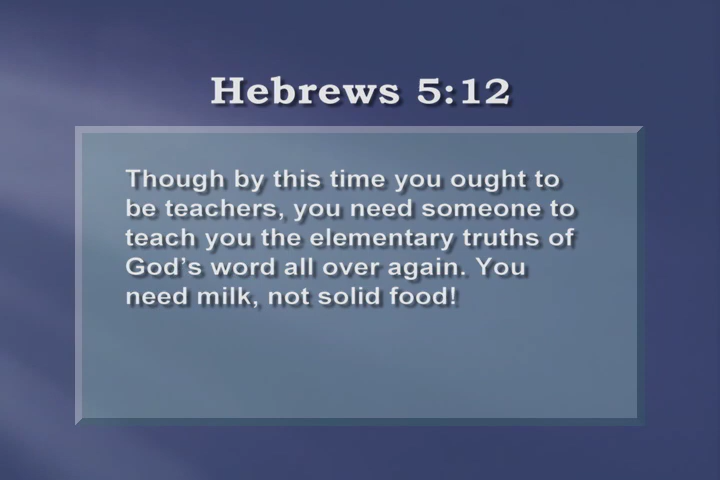 Hebrews 5:12
Though by this time you ought to
be teachers, you need someone to
teach you the elementary truths of
God’s word all over again. You
need milk, not solid food!